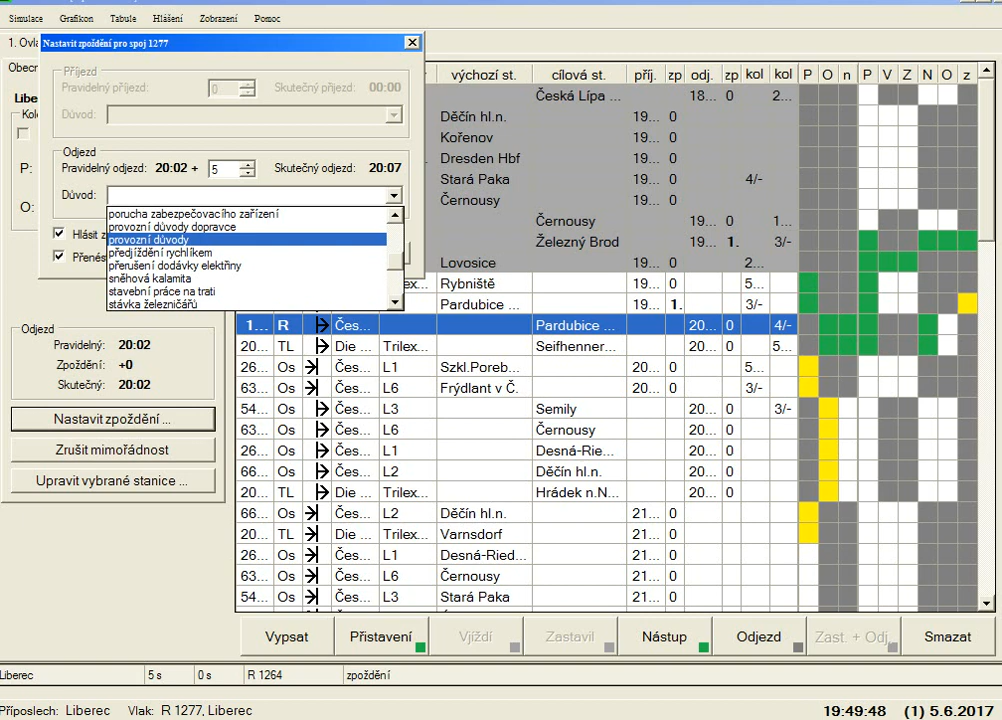 Simulace Grafikon Tabule Hlášení Zobrazení Pomoc
1. Ovlá
Nastavit zpoždění pro spoj 1277
Obecn
Příjezd
Pravidelný příjezd: 0 Skutečný příjezd: 00:00
Důvod:
Libe
Kole
P:
O:
Odjezd
Pravidelný odjezd: 20:02 + 5 Skutečný odjezd: 20:07
Důvod:
porucha zabezpečovacího zařízení
provozní důvody dopravce
provozní důvody
předjíždění rychlíkem
přerušení dodávky elektřiny
sněhová kalamita
stavební práce na trati
stávka železničářů
Hlásit z
Přenés
Odjezd
Pravidelný: 20:02
Zpoždění: +0
Skutečný: 20:02
Nastavit zpoždění ...
Zrušit mimořádnost
Upravit vybrané stanice ...
výchozí st. cílová st. příj. zp odj. zp kol kol P O n P V Z N O z
Česká Lípa ... 18... 0 2...
Děčín hl.n. 19... 0
Kořenov 19... 0
Dresden Hbf 19... 0
Stará Paka 19... 0 4/-
Černousy 19... 0
Černousy 19... 0 1...
Železný Brod 19... 1. 3/-
Lovosice 19... 0 2...
ex... Rybniště 19... 0 5...
Pardubice ... 19... 1. 3/-
1... R Čes... Pardubice ... 20... 0 4/-
20... TL Die ... Trilex... Seifhenner... 20... 0 5...
26... Os Čes... L1 Szkl.Poreb... 20... 0 5...
63... Os Čes... L6 Frýdlant v Č. 20... 0 3/-
54... Os Čes... L3 Semily 20... 0 3/-
63... Os Čes... L6 Černousy 20... 0
26... Os Čes... L1 Desná-Rie... 20... 0
66... Os Čes... L2 Děčín hl.n. 20... 0
20... TL Die ... Trilex... Hrádek n.N... 20... 0
66... Os Čes... L2 Děčín hl.n. 21... 0
20... TL Die ... Trilex... Varnsdorf 21... 0
26... Os Čes... L1 Desná-Ried... 21... 0
63... Os Čes... L6 Černousy 21... 0
54... Os Čes... L3 Stará Paka 21... 0
Vypsat Přistavení Vjíždí Zastavil Nástup Odjezd Zast. + Odj. Smazat
Liberec 5 s 0 s R 1264 zpoždění
Příposlech: Liberec Vlak: R 1277, Liberec 19:49:48 (1) 5.6.2017